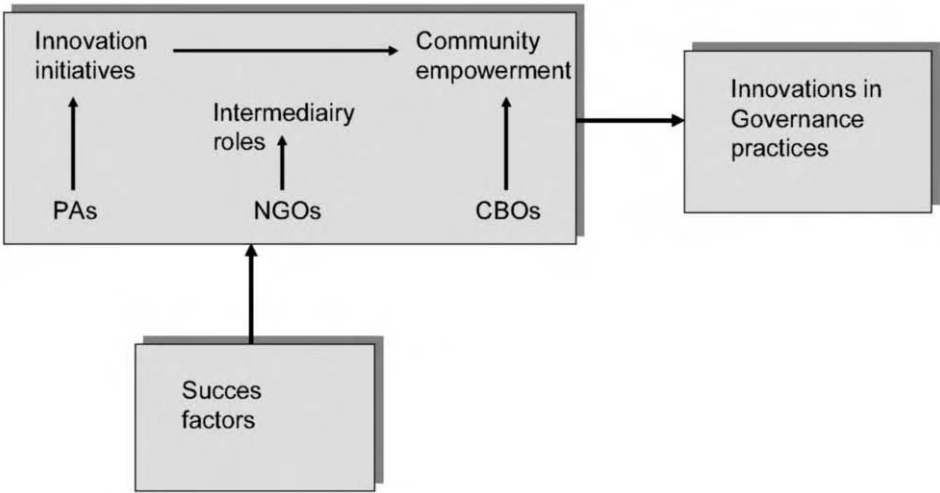 Innovation
initiatives
Community
empowerment
Intermediairy
roles
PAs
NGOs
CBOs
Innovations in
Governance
practices
Succes
factors